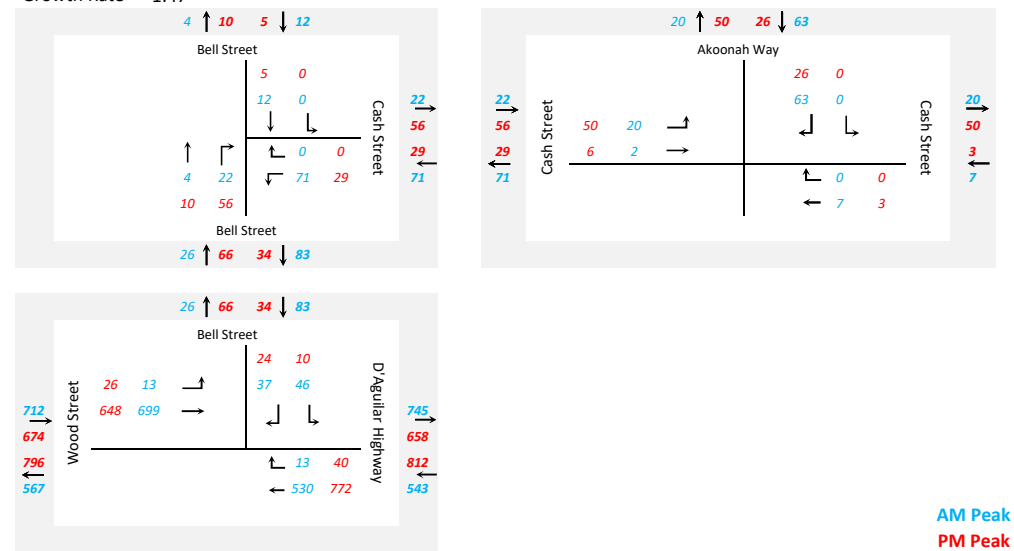 4 10 5 12
Bell Street
5 0
12 0
0 0
71 29
4 22
10 56
Cash Street
22
56
29
71
Bell Street
26 66 34 83
20 50 26 63
Akoonah Way
26 0
63 0
22
56
29
71
Cash Street
50 20
6 2
0 0
7 3
Cash Street
20
50
3
7
26 66 34 83
Bell Street
24 10
37 46
712
674
796
567
Wood Street
26 13
648 699
13 40
530 772
D'Aguilar Highway
745
658
812
543
AM Peak
PM Peak